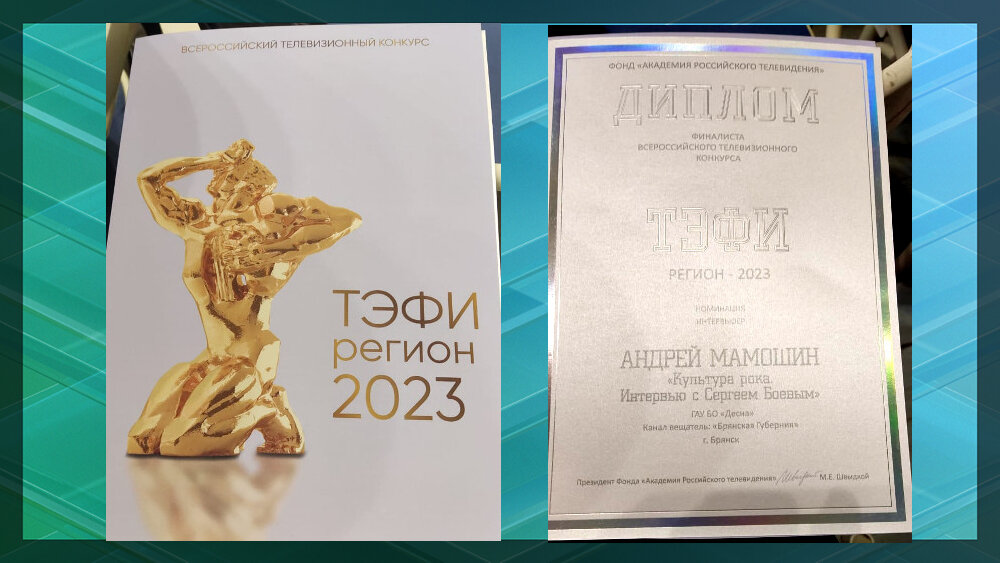 ВСЕРОССИЙСКИЙ ТЕЛЕВИЗИОННЫЙ КОНКУРС
ТЭФИ
регион
2023
ФОНД «АКАДЕМИЯ РОССИЙСКОГО ТЕЛЕВИДЕНИЯ»
ДИПЛОМ
ФИНАЛИСТА
ВСЕРОССИЙСКОГО ТЕЛЕВИЗИОННОГО
КОНКУРСА
ТЭФИ
РЕГИОН - 2023
НОМИНАЦИЯ
ИНТЕРВЬЮЕР
АНДРЕЙ МАМОШИН
«Культура рока.
Интервью с Сергеем Боевым»
ГАУ БО «Десна»
Канал вещатель: «Брянска Губерния»
г. Брянск
Президент Фонда «Академия Российского телевидения» М.Е. Швыдкой